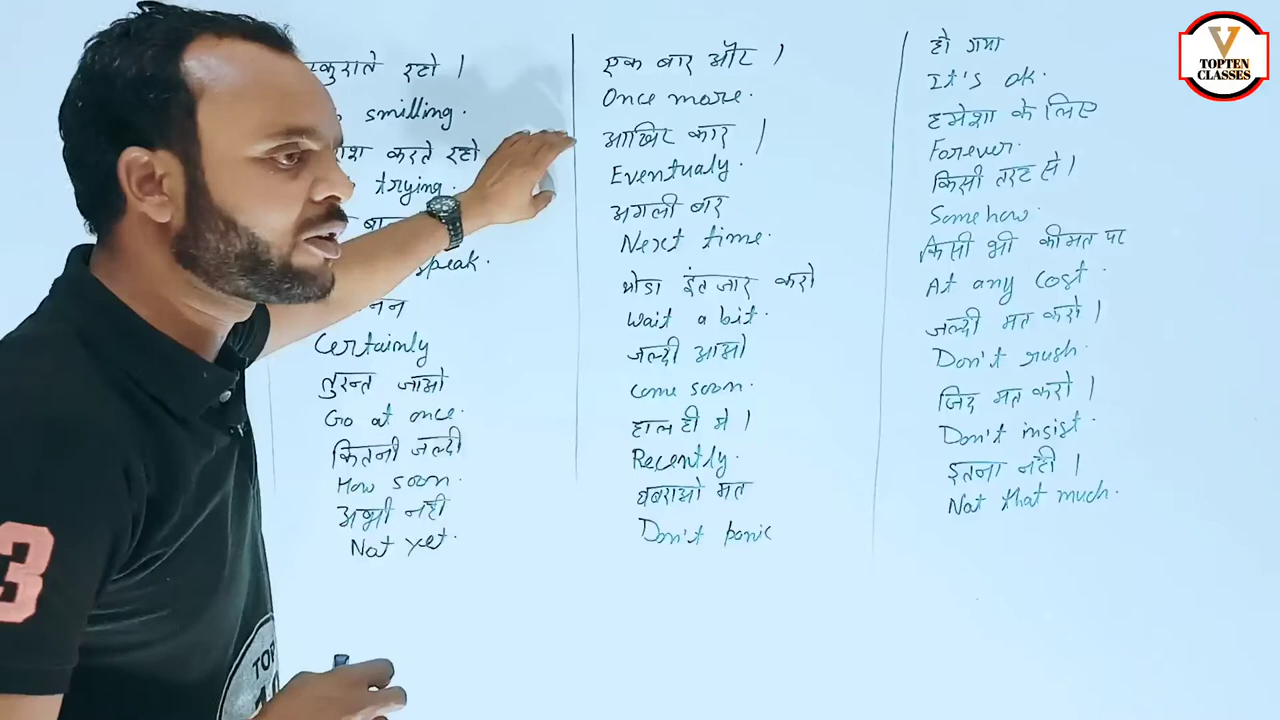 रहो ।
smilling.
करते रहो
trying.
speak.
Certainly
तुरन्त जाओ
Go at once.
कितनी जल्दी
How soon.
अभी नही
Not yet.
एक बार और ।
Once more.
आखिर कार ।
Eventualy.
अगली बार
Next time.
थोडा इंतजार करो
Wait a bit.
जल्दी आओ
Come soon.
हाल ही मे ।
Recently.
घबराओ मत
Don't panic
हो गया
It's ok.
हमेशा के लिए
Forever.
किसी तरह से ।
Somehow.
किसी भी कीमत पर
At any cost.
जल्दी मत करो ।
Don't rush.
जिद मत करो ।
Don't insist.
इतना नही ।
Not that much.
V
TOPTEN
CLASSES
3
TOP